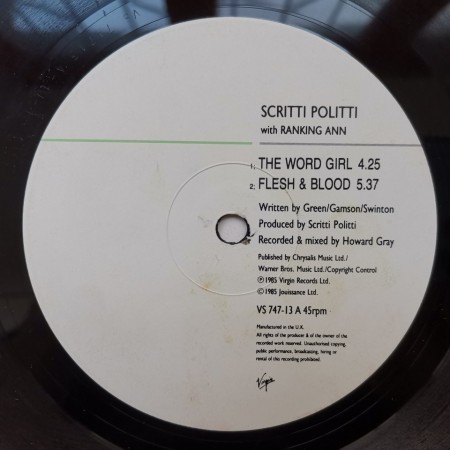 SCRITTI POLITTI
with RANKING ANN
1: THE WORD GIRL 4.25
2: FLESH & BLOOD 5.37
Written by Green/Gamson/Swinton
Produced by Scritti Politti
Recorded & mixed by Howard Gray
Published by Chrysalis Music Ltd./
Warner Bros. Music Ltd./Copyright Control
℗ 1985 Virgin Records Ltd.
© 1985 Jouissance Ltd.
VS 747-13 A 45rpm
Manufactured in the U.K.
All rights of the producer & of the owner of the
recorded work reserved. Unauthorised copying,
public performance, broadcasting, hiring or
rental of this recording prohibited.
Virgin